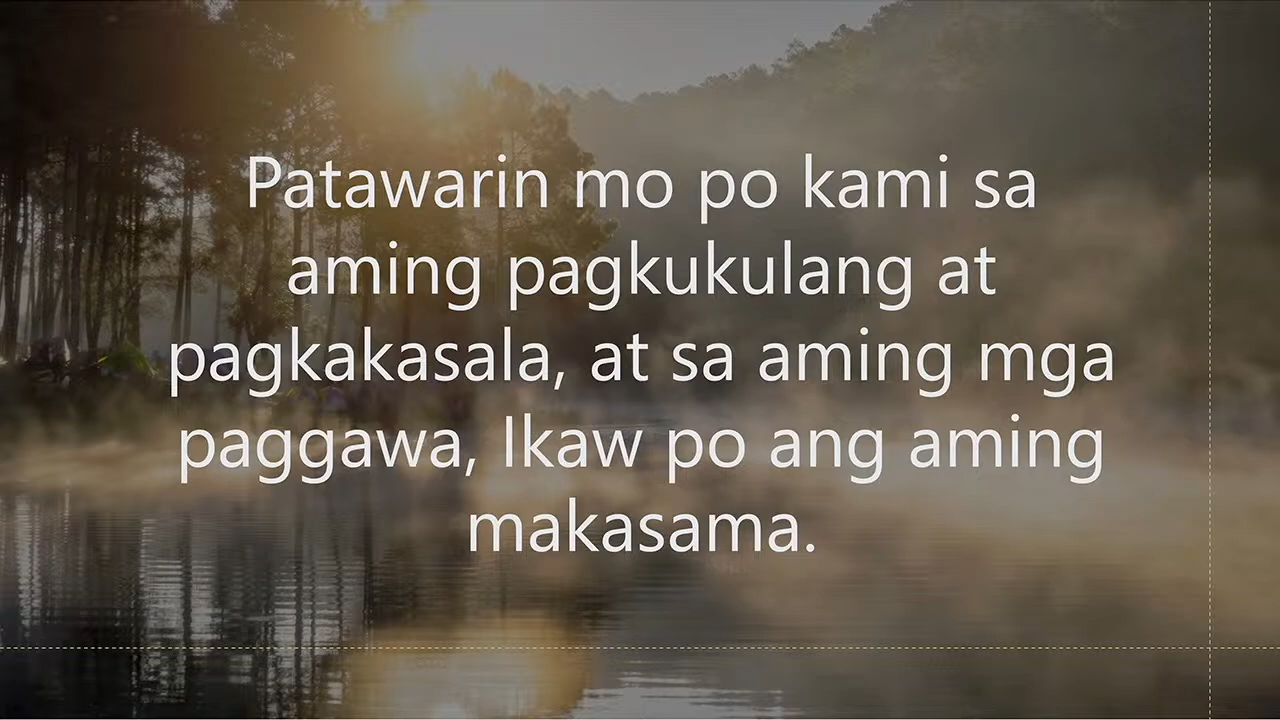 Patawarin mo po kami sa
aming pagkukulang at
pagkakasala, at sa aming mga
paggawa, Ikaw po ang aming
makasama.